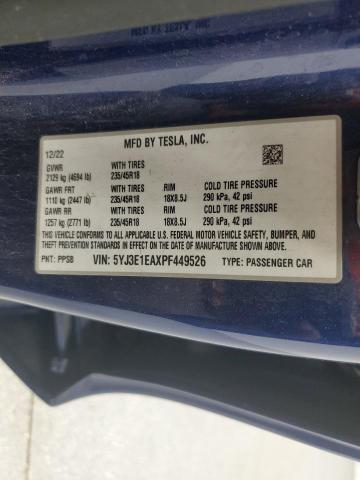 MFD BY TESLA, INC.
12/22
GVWR WITH TIRES
2129 kg (4694 lb) 235/45R18
GAWR FRT WITH TIRES RIM COLD TIRE PRESSURE
1110 kg (2447 lb) 235/45R18 18X8.5J 290 kPa, 42 psi
GAWR RR WITH TIRES RIM COLD TIRE PRESSURE
1257 kg (2771 lb) 235/45R18 18X8.5J 290 kPa, 42 psi
THIS VEHICLE CONFORMS TO ALL APPLICABLE U.S. FEDERAL MOTOR VEHICLE SAFETY, BUMPER, AND
THEFT PREVENTION STANDARDS IN EFFECT ON THE DATE OF MANUFACTURE SHOWN ABOVE.
PNT: PPSB VIN: 5YJ3E1EAXPF449526 TYPE: PASSENGER CAR